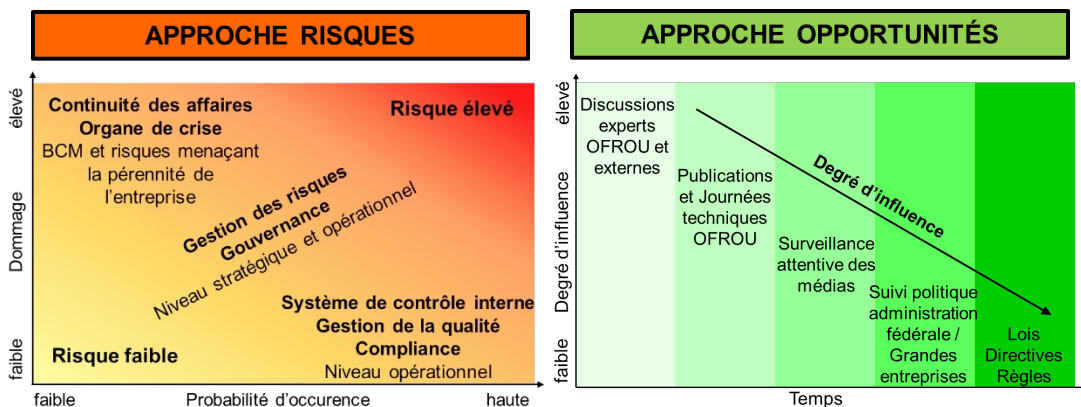 APPROCHE RISQUES
élevé
Dommage
faible
Continuité des affaires
Organe de crise
BCM et risques menaçant
la pérennité de
l’entreprise
Risque élevé
Gestion des risques
Gouvernance
Niveau stratégique et opérationnel
Système de contrôle interne
Gestion de la qualité
Compliance
Niveau opérationnel
Risque faible
faible
Probabilité d’occurence
haute
APPROCHE OPPORTUNITÉS
élevé
Degré d’influence
faible
Discussions
experts
OFROU et
externes
Publications
et Journées
techniques
OFROU
Degré d’influence
Surveillance
attentive des
médias
Suivi politique
administration
fédérale /
Grandes
entreprises
Lois
Directives
Règles
Temps